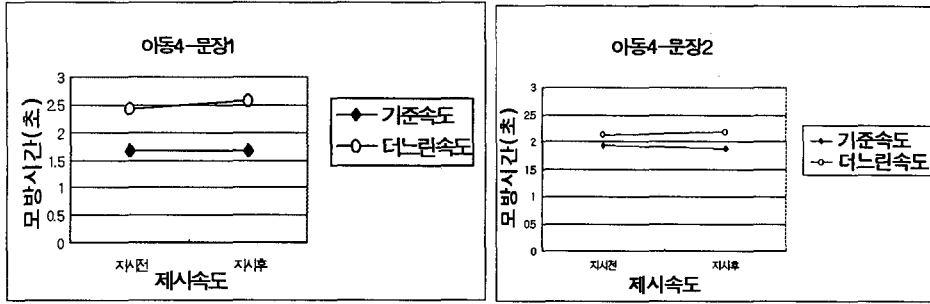 아동4-문장1
모방시간(초)
3
2.5
2
1.5
1
0.5
0
지시전 지시후
제시속도
기준속도
더느린속도
아동4-문장2
모방시간(초)
3
25
2
15
1
05
0
지시전 지시후
제시속도
기준속도
더느린속도